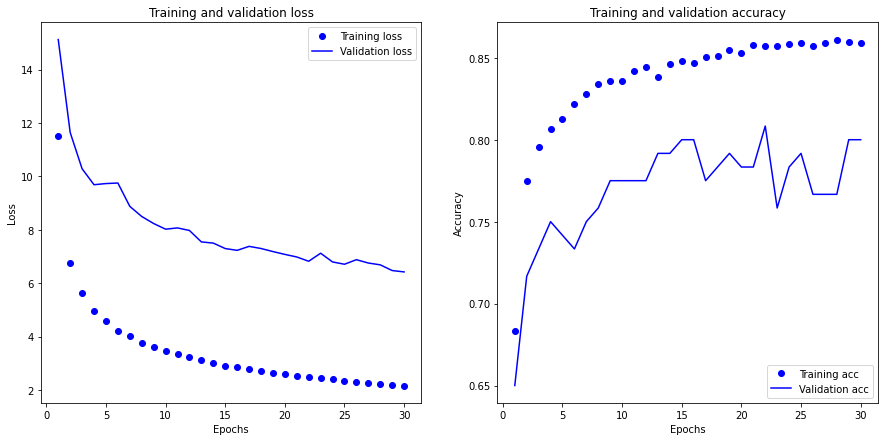 Training and validation loss
Training loss
Validation loss
14
12
10
8
6
4
2
Loss
0
5
10
15
20
25
30
Epochs
Training and validation accuracy
0.85
0.80
0.75
0.70
0.65
Accuracy
Training acc
Validation acc
0
5
10
15
20
25
30
Epochs